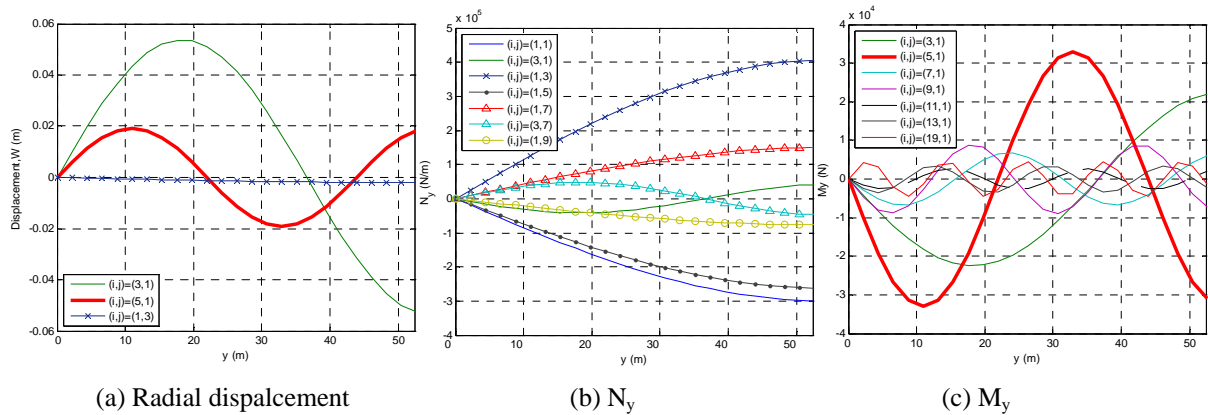 0.06
0.04
0.02
0
-0.02
-0.04
-0.06
Displacement,W (m)
(i,j)=(3,1)
(i,j)=(5,1)
(i,j)=(1,3)
0 10 20 30 40 50
y (m)
(a) Radial dispalcement
x 10^5
5
4
3
2
1
0
-1
-2
-3
-4
N_y (N/m)
(i,j)=(1,1)
(i,j)=(3,1)
(i,j)=(1,3)
(i,j)=(1,5)
(i,j)=(1,7)
(i,j)=(3,7)
(i,j)=(1,9)
0 10 20 30 40 50
y (m)
(b) N_y
x 10^4
4
3
2
1
0
-1
-2
-3
-4
My (N)
(i,j)=(3,1)
(i,j)=(5,1)
(i,j)=(7,1)
(i,j)=(9,1)
(i,j)=(11,1)
(i,j)=(13,1)
(i,j)=(19,1)
0 10 20 30 40 50
y (m)
(c) M_y